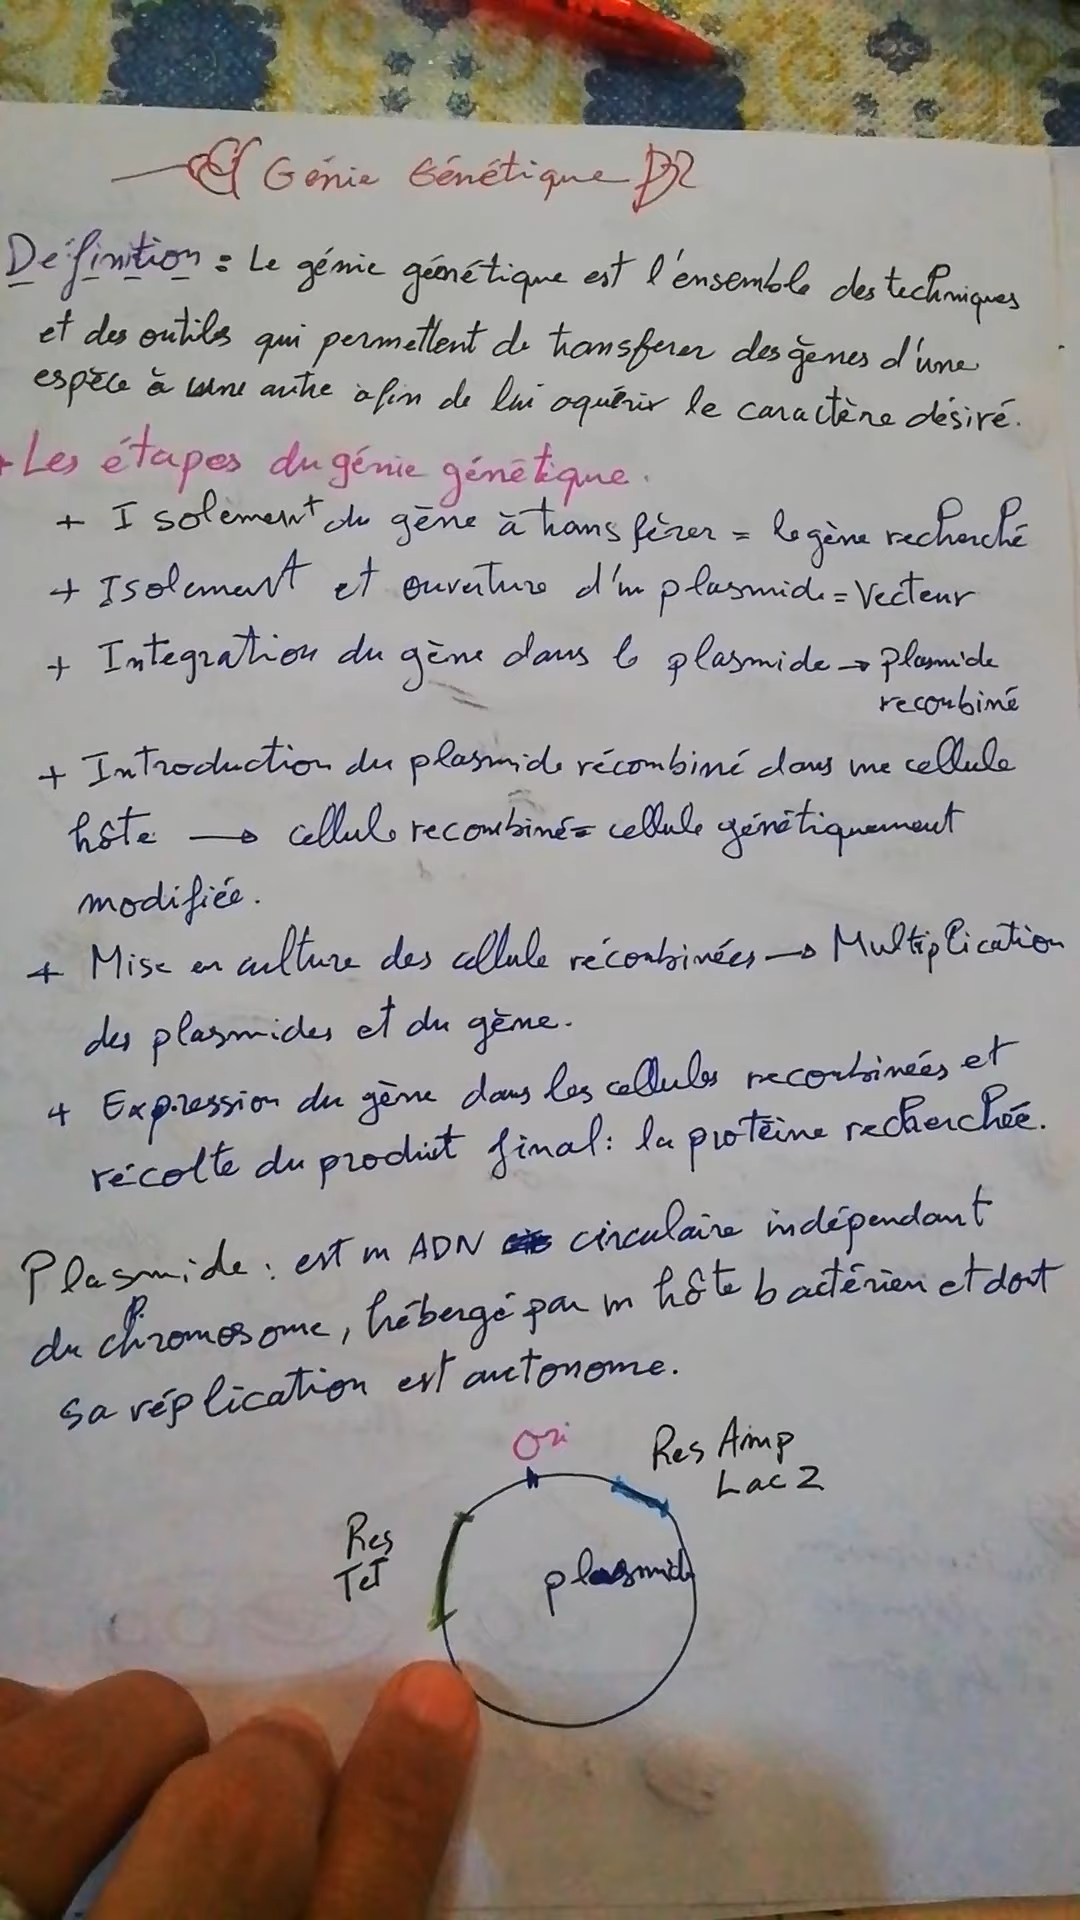 Génie Génétique
Définition : Le génie génétique est l'ensemble des techniques
et des outils qui permettent de transferer des gènes d'une
espèce à une autre afin de lui aquérir le caractère désiré.
+ Les étapes du génie génétique.
+ Isolement du gène à transférer = le gène recherché
+ Isolement et ouverture d'un plasmide = Vecteur
+ Integration du gène dans le plasmide → plasmide
recombiné
+ Introduction du plasmide récombiné dans une cellule
hôte → cellule recombiné = cellule génétiquement
modifiée.
+ Mise en culture des cellule récombinées → Multiplication
des plasmides et du gène.
+ Expression du gène dans les cellules recombineés et
récolte du produit final : la protéine recherchée.
Plasmide : est un ADN circulaire indépendant
du chromosome, hébergé par un hôte bactérien et dont
sa réplication est autonome.
Ori
Res Amp
Lac Z
Res
Tet
plasmide